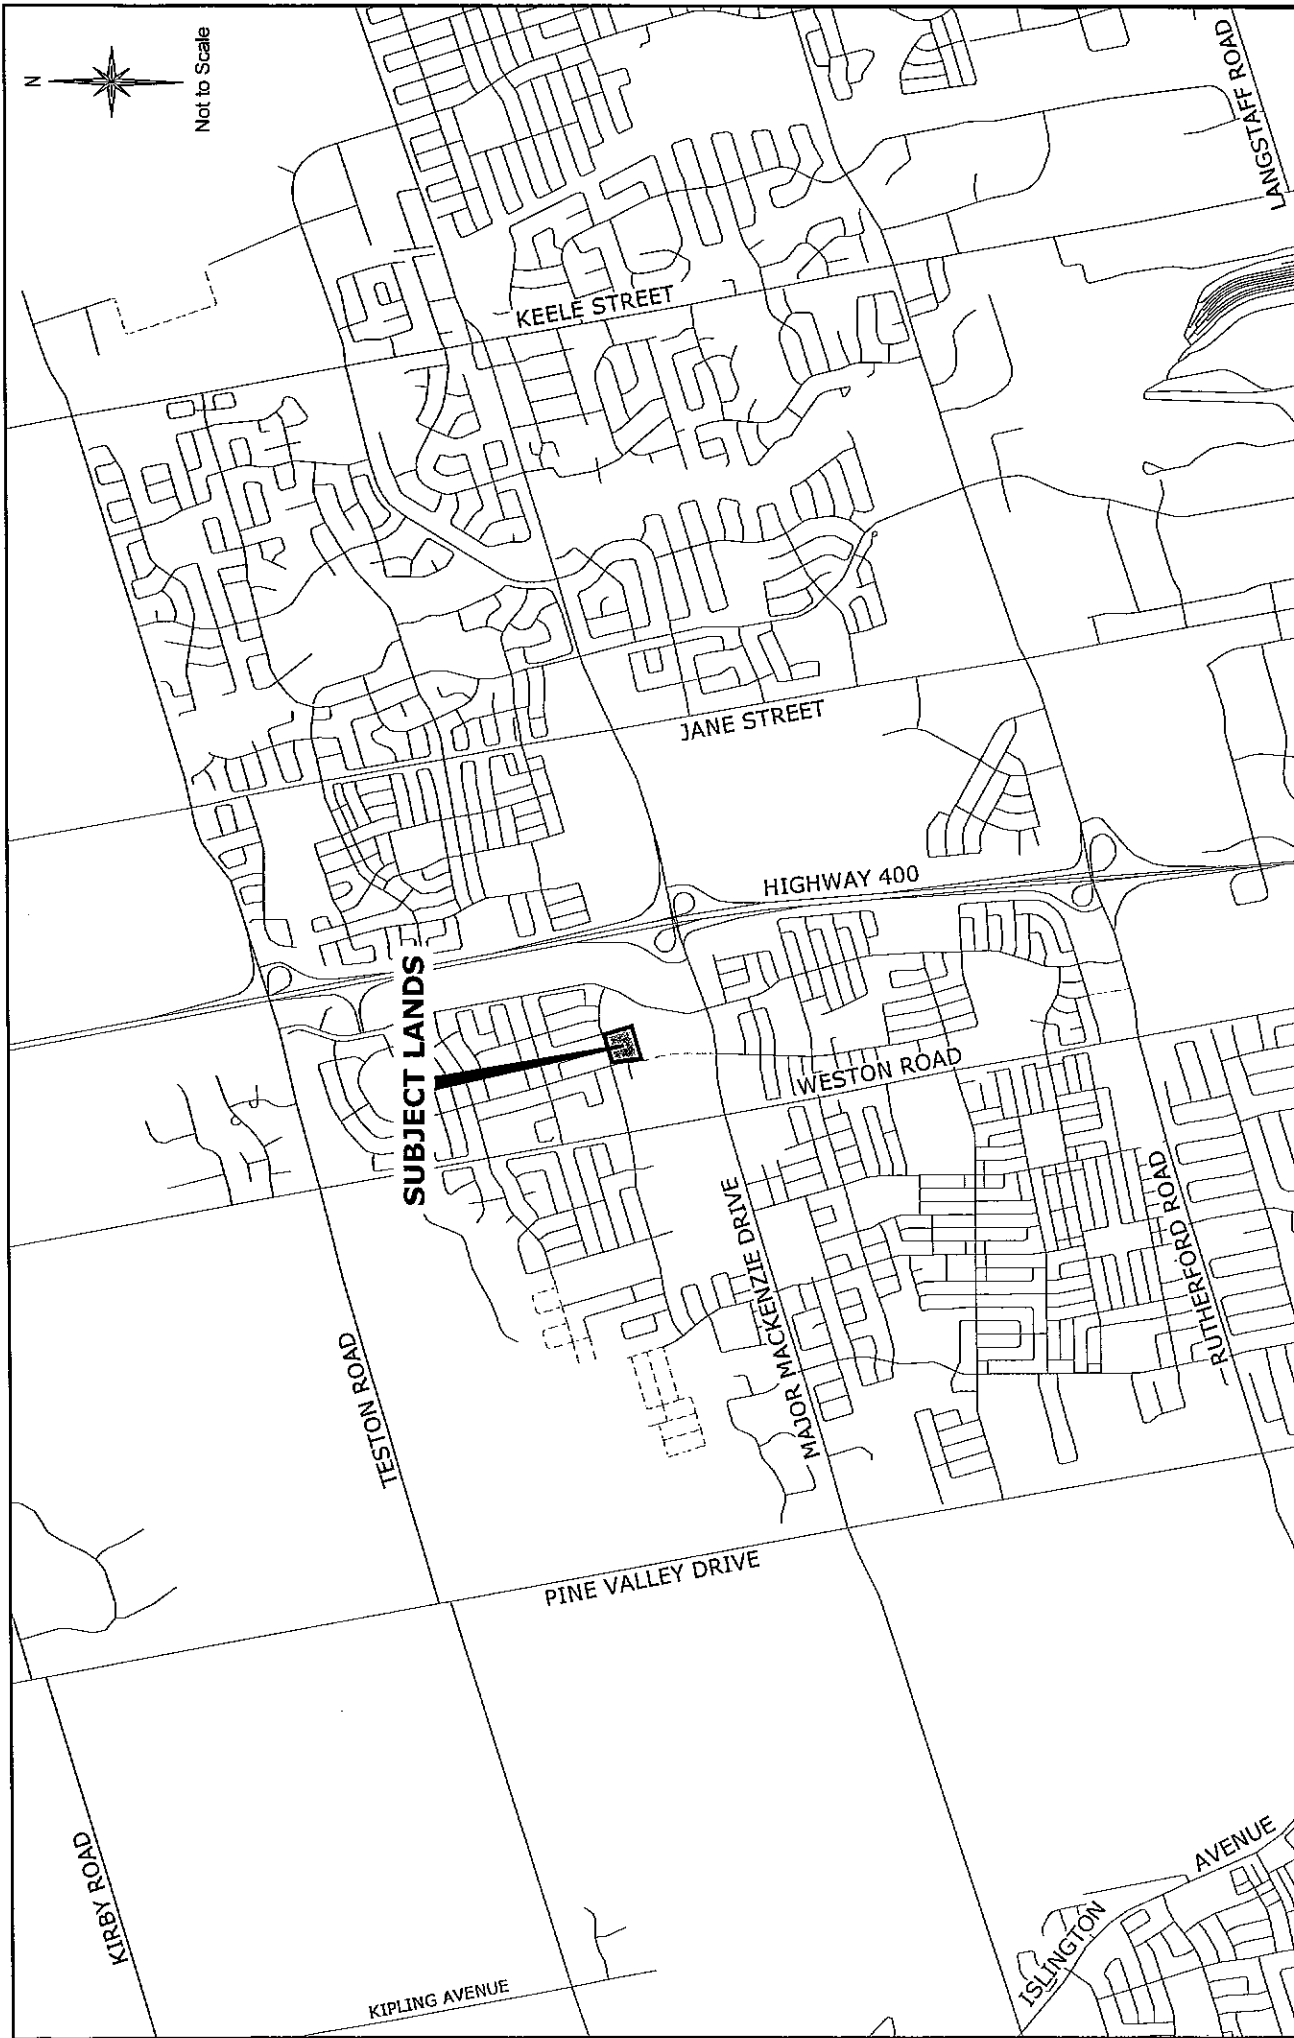 N
Not to Scale
LANGSTAFF ROAD
KEELE STREET
JANE STREET
HIGHWAY 400
SUBJECT LANDS
WESTON ROAD
MAJOR MACKENZIE DRIVE
RUTHERFORD ROAD
TESTON ROAD
PINE VALLEY DRIVE
KIRBY ROAD
KIPLING AVENUE
ISLINGTON
AVENUE